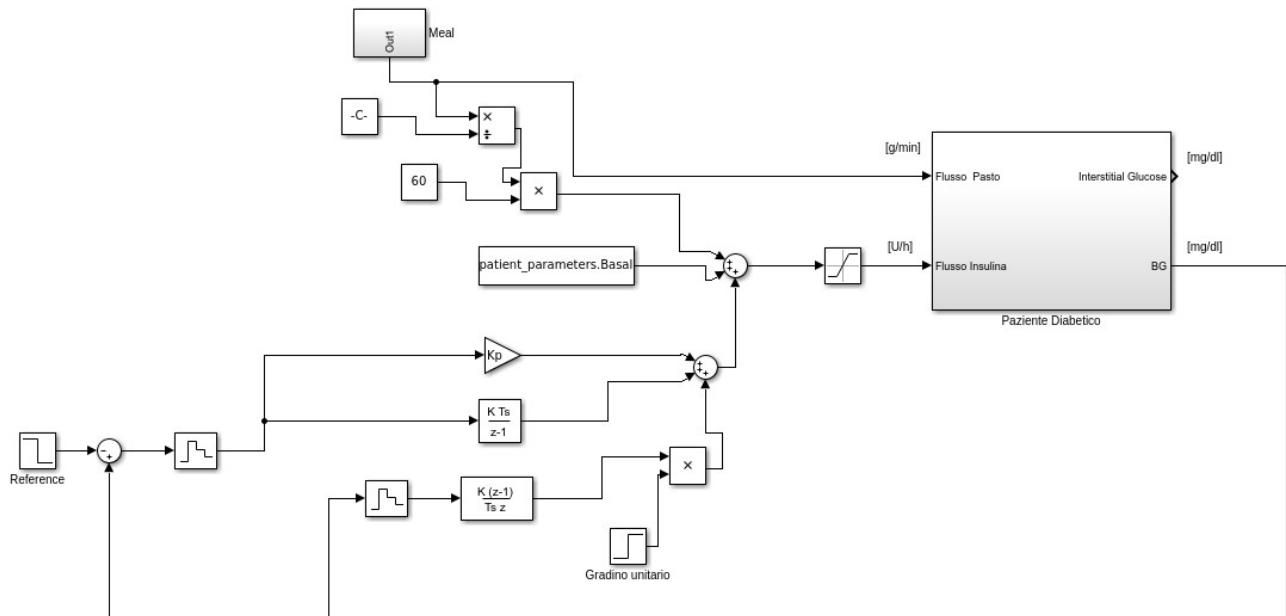 Out1
Meal
-C-
×
÷
60
×
[g/min]
[mg/dl]
Flusso Pasto
Interstitial Glucose
patient_parameters.Basal
[U/h]
[mg/dl]
Flusso Insulina
BG
Paziente Diabetico
Kp
K Ts
z-1
Reference
K (z-1)
Ts z
×
Gradino unitario